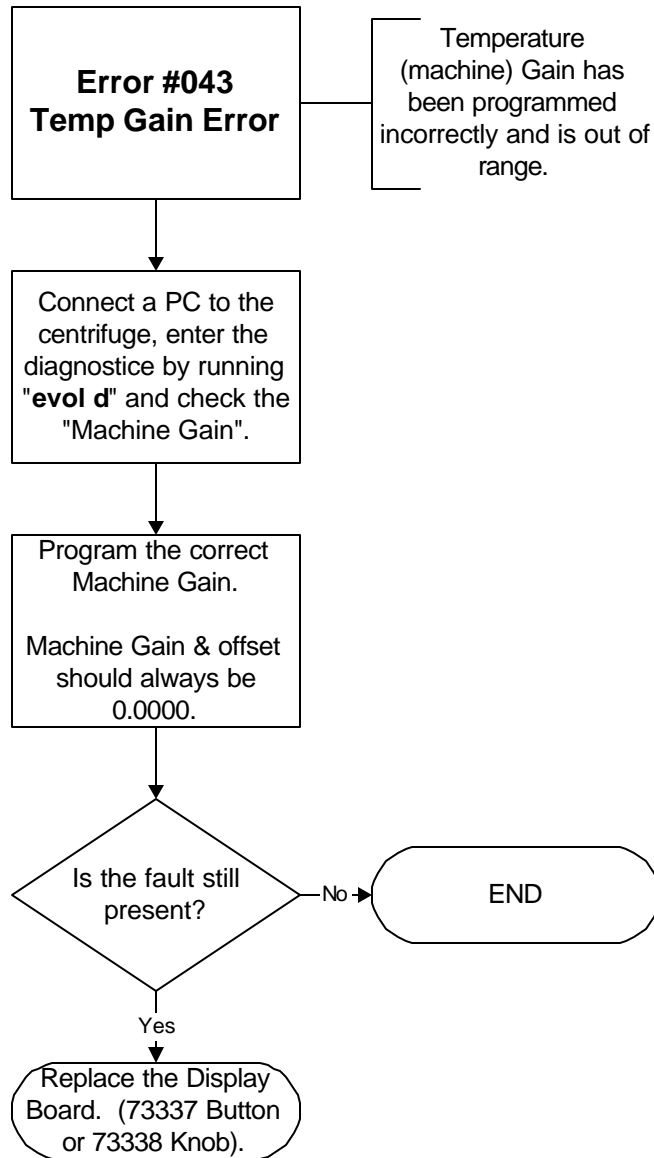 Error #043
Temp Gain Error
Temperature
(machine) Gain has
been programmed
incorrectly and is out of
range.
Connect a PC to the
centrifuge, enter the
diagnostice by running
"evol d" and check the
"Machine Gain".
Program the correct
Machine Gain.
Machine Gain & offset
should always be
0.0000.
Is the fault still
present?
No
END
Yes
Replace the Display
Board.  (73337 Button
or 73338 Knob).